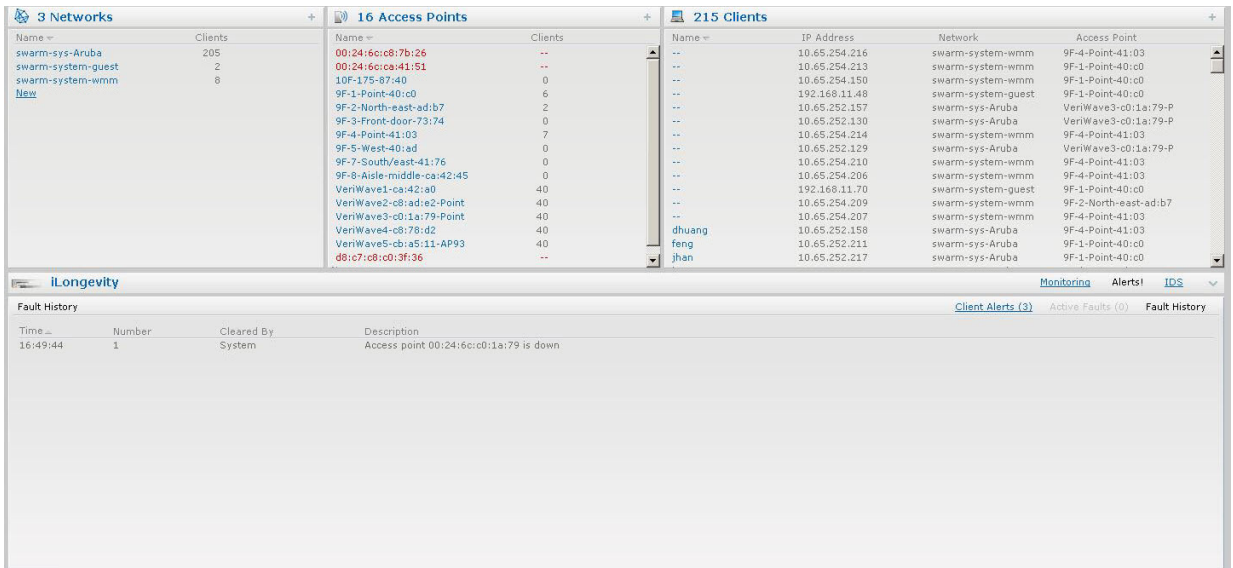 3 Networks +
Name Clients
swarm-sys-Aruba 205
swarm-system-guest 2
swarm-system-wmm 8
New
16 Access Points +
Name Clients
00:24:6c:c8:7b:26 --
00:24:6c:ca:41:51 --
10F-175-87:40 0
9F-1-Point-40:c0 6
9F-2-North-east-ad:b7 2
9F-3-Front-door-73:74 0
9F-4-Point-41:03 7
9F-5-West-40:ad 0
9F-7-South/east-41:76 0
9F-8-Aisle-middle-ca:42:45 0
VeriWave1-ca:42:a0 40
VeriWave2-c8:ad:e2-Point 40
VeriWave3-c0:1a:79-Point 40
VeriWave4-c8:78:d2 40
VeriWave5-cb:a5:11-AP93 40
d8:c7:c8:c0:3f:36 --
215 Clients +
Name IP Address Network Access Point
-- 10.65.254.216 swarm-system-wmm 9F-4-Point-41:03
-- 10.65.254.213 swarm-system-wmm 9F-1-Point-40:c0
-- 10.65.254.150 swarm-system-wmm 9F-1-Point-40:c0
-- 192.168.11.48 swarm-system-guest 9F-1-Point-40:c0
-- 10.65.252.157 swarm-sys-Aruba VeriWave3-c0:1a:79-P
-- 10.65.252.130 swarm-sys-Aruba VeriWave3-c0:1a:79-P
-- 10.65.254.214 swarm-system-wmm 9F-4-Point-41:03
-- 10.65.252.129 swarm-sys-Aruba VeriWave3-c0:1a:79-P
-- 10.65.254.210 swarm-system-wmm 9F-4-Point-41:03
-- 10.65.254.206 swarm-system-wmm 9F-4-Point-41:03
-- 192.168.11.70 swarm-system-guest 9F-1-Point-40:c0
-- 10.65.254.209 swarm-system-wmm 9F-2-North-east-ad:b7
-- 10.65.254.207 swarm-system-wmm 9F-4-Point-41:03
dhuang 10.65.252.158 swarm-sys-Aruba 9F-4-Point-41:03
feng 10.65.252.211 swarm-sys-Aruba 9F-1-Point-40:c0
jhan 10.65.252.217 swarm-sys-Aruba 9F-1-Point-40:c0
iLongevity Monitoring Alerts! IDS
Fault History Client Alerts (3) Active Faults (0) Fault History
Time Number Cleared By Description
16:49:44 1 System Access point 00:24:6c:c0:1a:79 is down